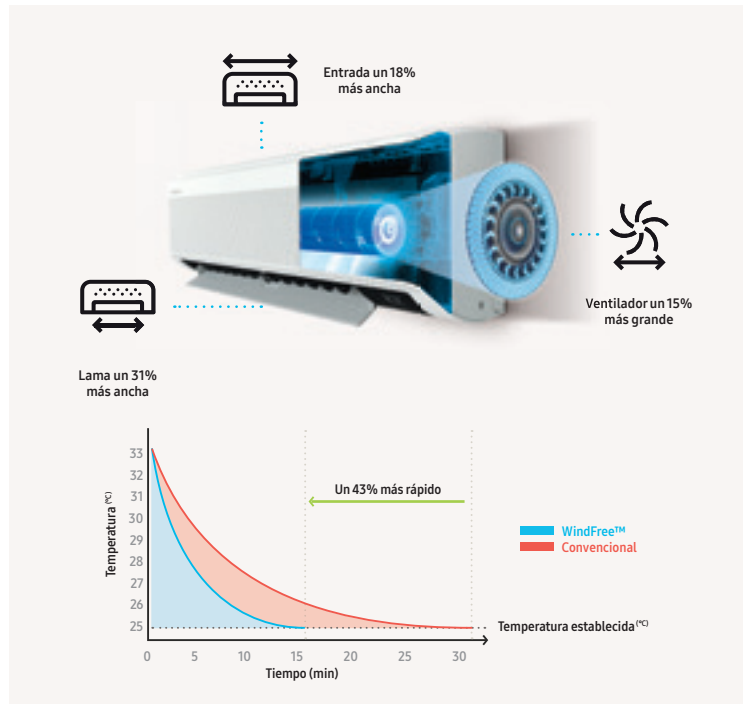 Entrada un 18%
más ancha
Ventilador un 15%
más grande
Lama un 31%
más ancha
Temperatura (ºC)
33
32
31
30
29
28
27
26
25
Un 43% más rápido
WindFree™
Convencional
Temperatura establecida (ºC)
0 5 10 15 20 25 30
Tiempo (min)